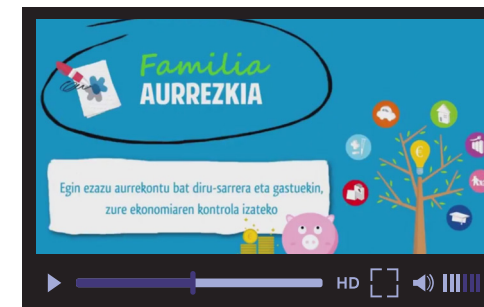 Familia
AURREZKIA
Egin ezazu aurrekontu bat diru-sarrera eta gastuekin,
zure ekonomiaren kontrola izateko
€
HD